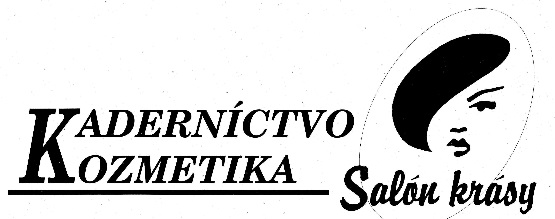 KADERNÍCTVO
KOZMETIKA
Salón krásy